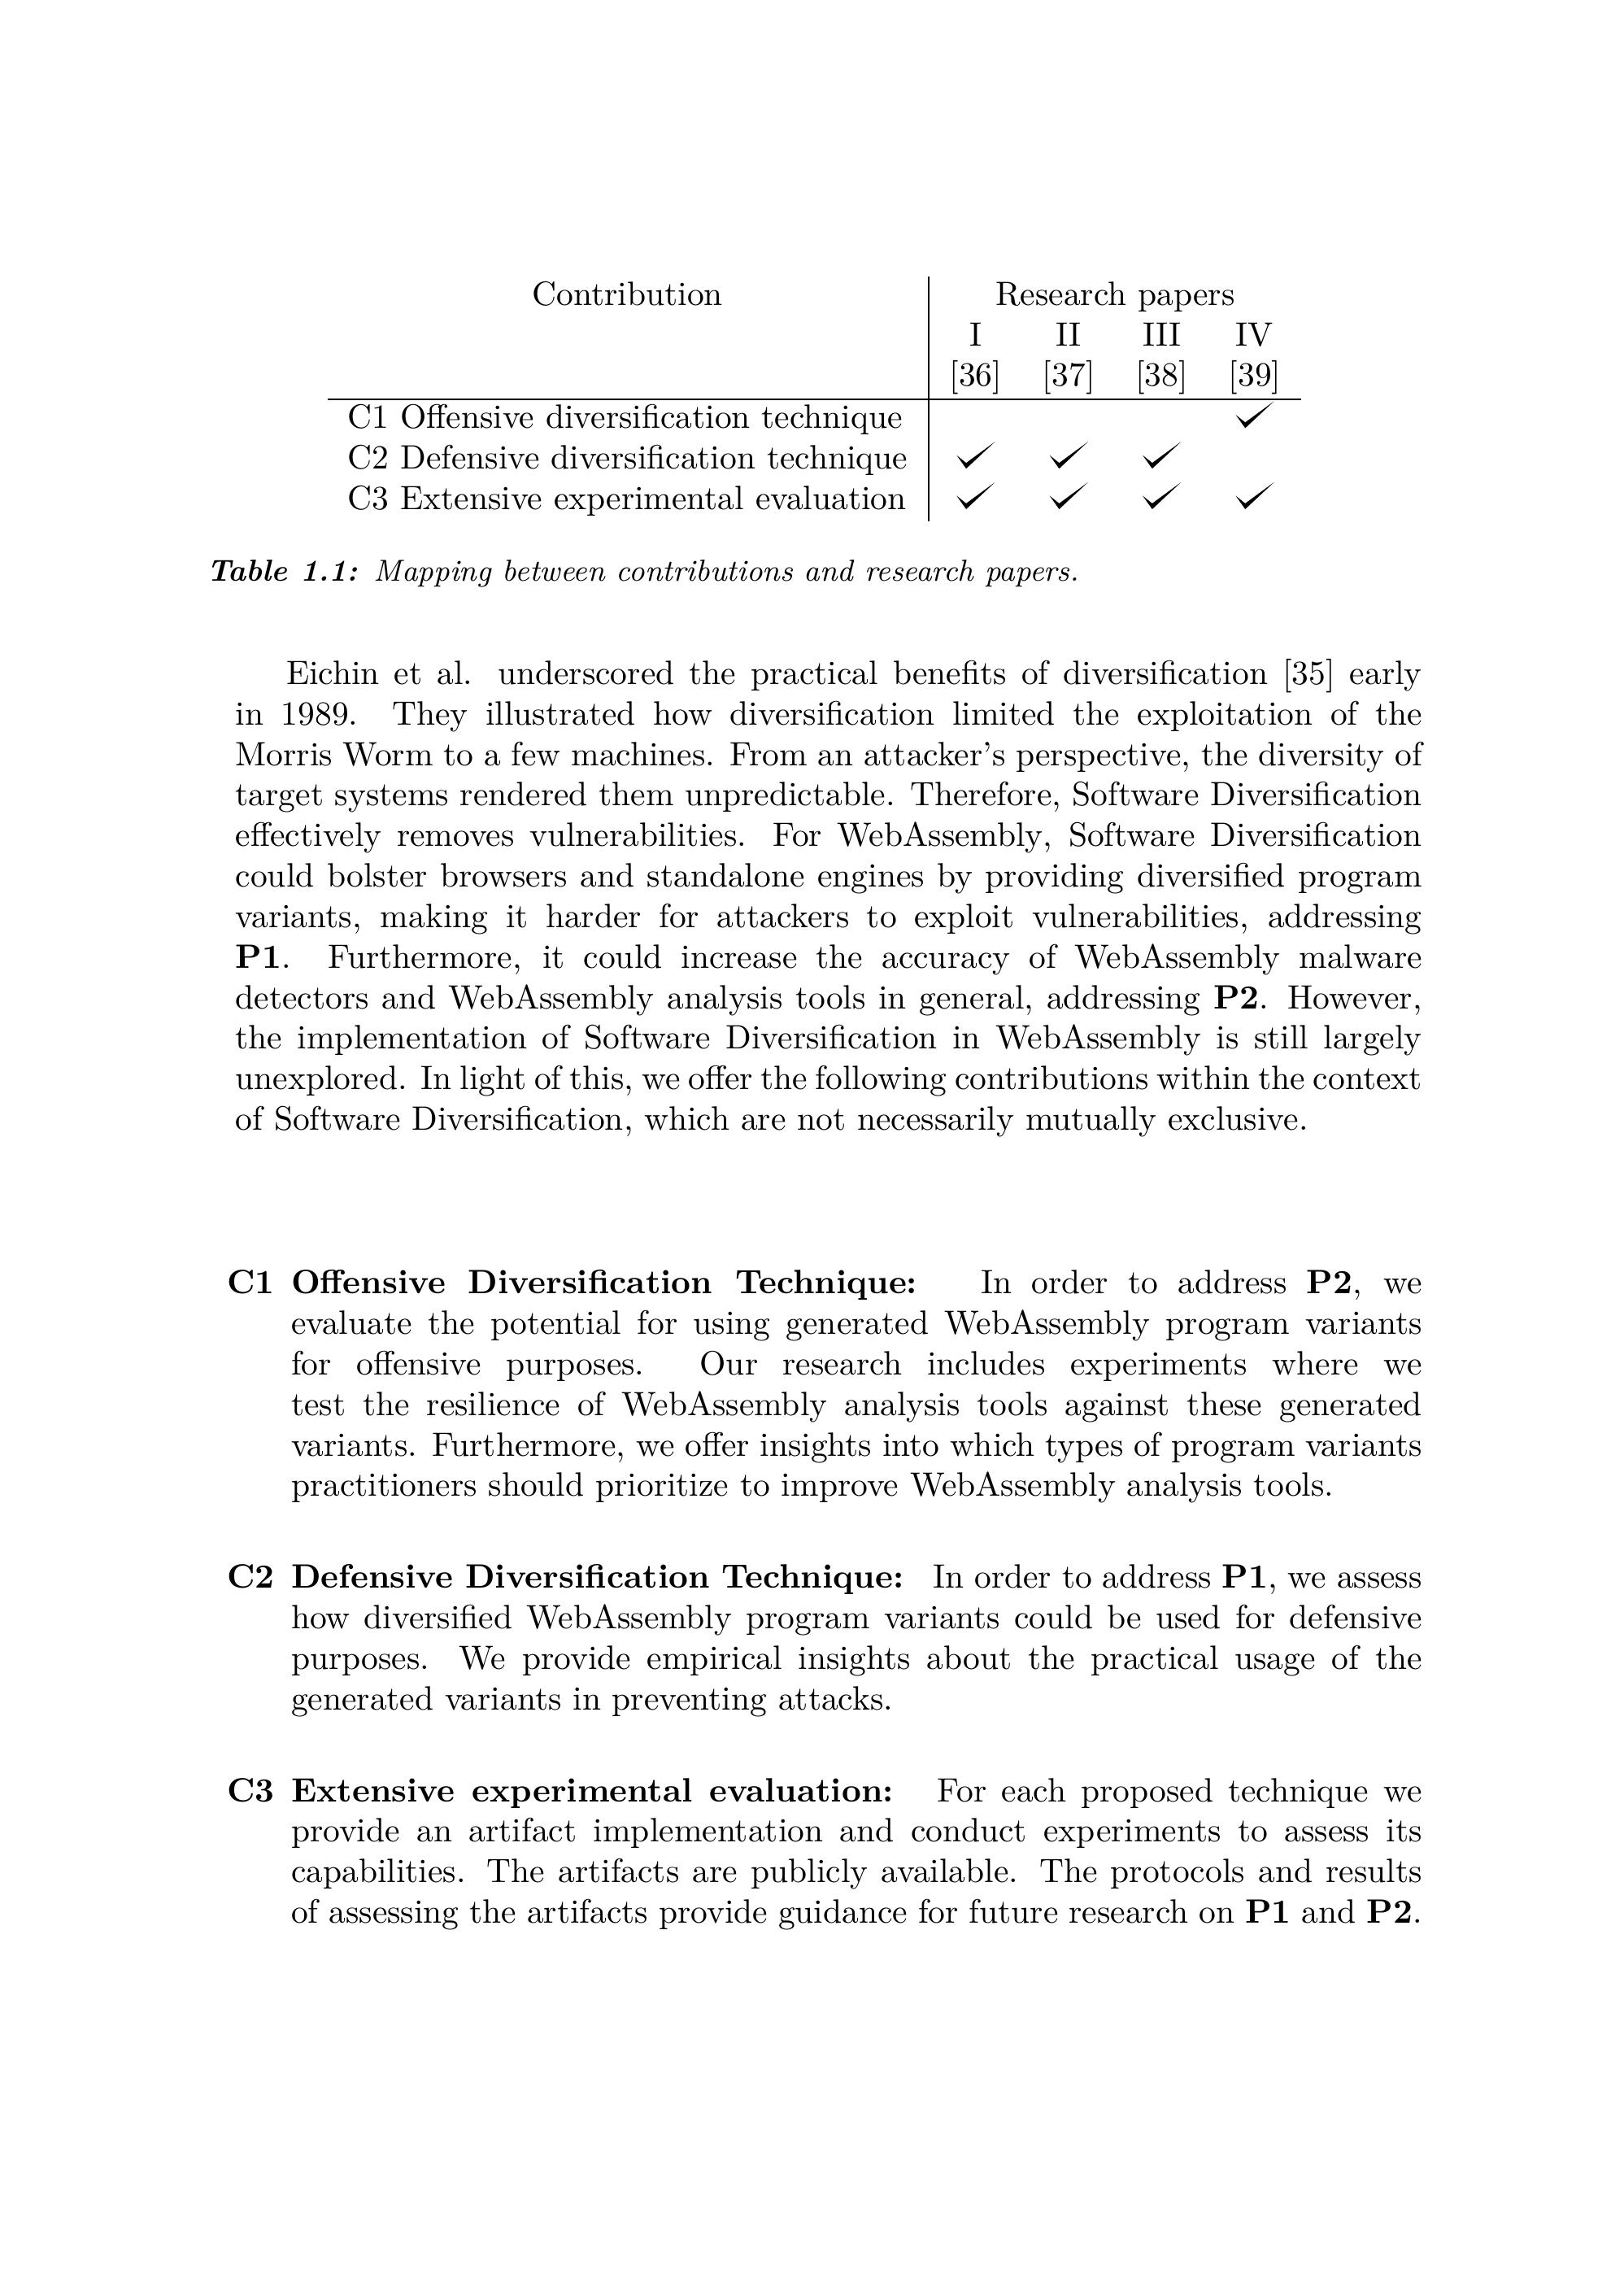 Contribution Research papers
I II III IV
[36] [37] [38] [39]
C1 Offensive diversification technique ✓
C2 Defensive diversification technique ✓ ✓ ✓
C3 Extensive experimental evaluation ✓ ✓ ✓ ✓
Table 1.1: Mapping between contributions and research papers.
Eichin et al. underscored the practical benefits of diversification [35] early
in 1989. They illustrated how diversification limited the exploitation of the
Morris Worm to a few machines. From an attacker's perspective, the diversity of
target systems rendered them unpredictable. Therefore, Software Diversification
effectively removes vulnerabilities. For WebAssembly, Software Diversification
could bolster browsers and standalone engines by providing diversified program
variants, making it harder for attackers to exploit vulnerabilities, addressing
P1. Furthermore, it could increase the accuracy of WebAssembly malware
detectors and WebAssembly analysis tools in general, addressing P2. However,
the implementation of Software Diversification in WebAssembly is still largely
unexplored. In light of this, we offer the following contributions within the context
of Software Diversification, which are not necessarily mutually exclusive.
C1 Offensive Diversification Technique: In order to address P2, we
evaluate the potential for using generated WebAssembly program variants
for offensive purposes. Our research includes experiments where we
test the resilience of WebAssembly analysis tools against these generated
variants. Furthermore, we offer insights into which types of program variants
practitioners should prioritize to improve WebAssembly analysis tools.
C2 Defensive Diversification Technique: In order to address P1, we assess
how diversified WebAssembly program variants could be used for defensive
purposes. We provide empirical insights about the practical usage of the
generated variants in preventing attacks.
C3 Extensive experimental evaluation: For each proposed technique we
provide an artifact implementation and conduct experiments to assess its
capabilities. The artifacts are publicly available. The protocols and results
of assessing the artifacts provide guidance for future research on P1 and P2.